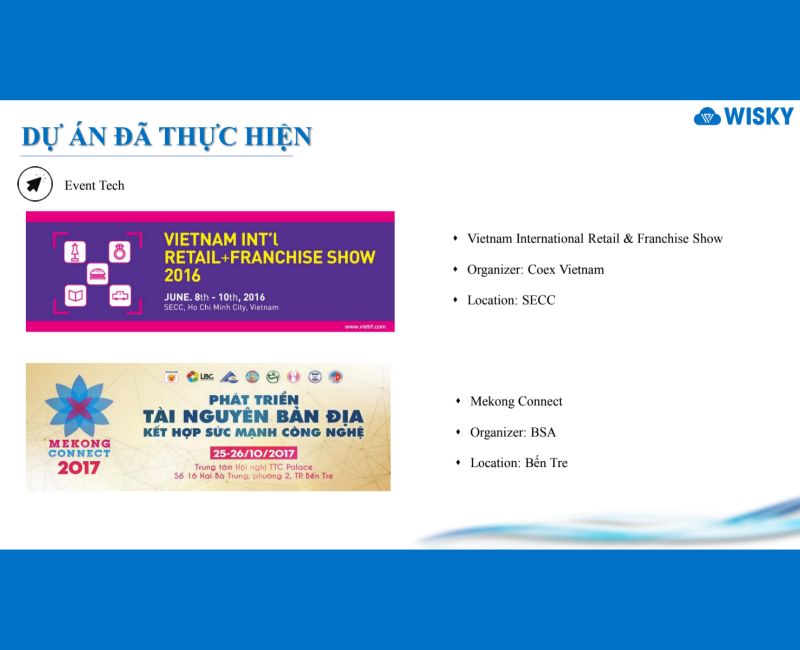 WISKY
DỰ ÁN ĐÃ THỰC HIỆN
Event Tech
VIETNAM INT'L
RETAIL+FRANCHISE SHOW
2016
JUNE. 8th - 10th, 2016
SECC, Ho Chi Minh City, Vietnam
www.vietrf.com
Vietnam International Retail & Franchise Show
Organizer: Coex Vietnam
Location: SECC
LBC
PHÁT TRIỂN
TÀI NGUYÊN BẢN ĐỊA
KẾT HỢP SỨC MẠNH CÔNG NGHỆ
25-26/10/2017
Trung tâm Hội nghị TTC Palace
Số 16 Hai Bà Trưng, phường 2, TP. Bến Tre
MEKONG
CONNECT
2017
Mekong Connect
Organizer: BSA
Location: Bến Tre